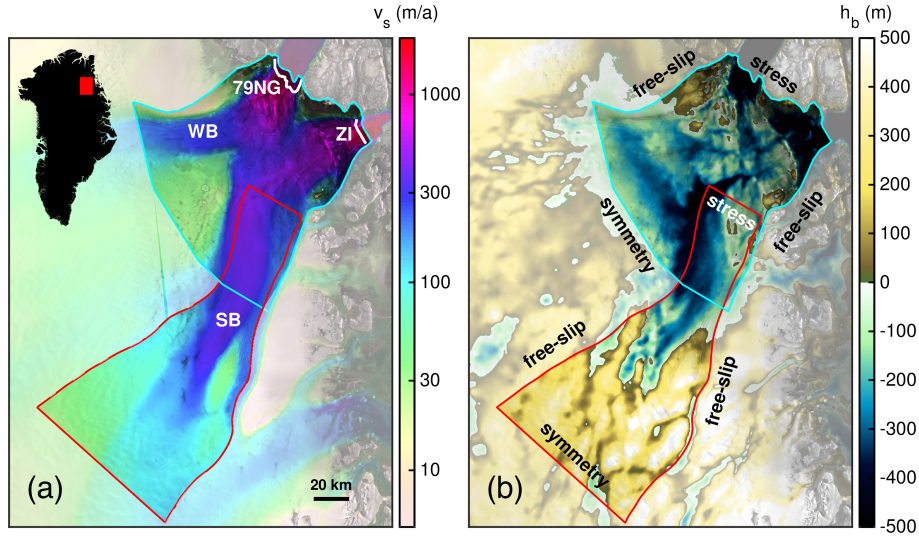 v_s (m/a)
h_b (m)
1000
300
100
30
10
79NG
WB
ZI
SB
(a)
20 km
500
400
300
200
100
0
-100
-200
-300
-400
-500
free-slip
stress
symmetry
stress
free-slip
free-slip
free-slip
symmetry
(b)